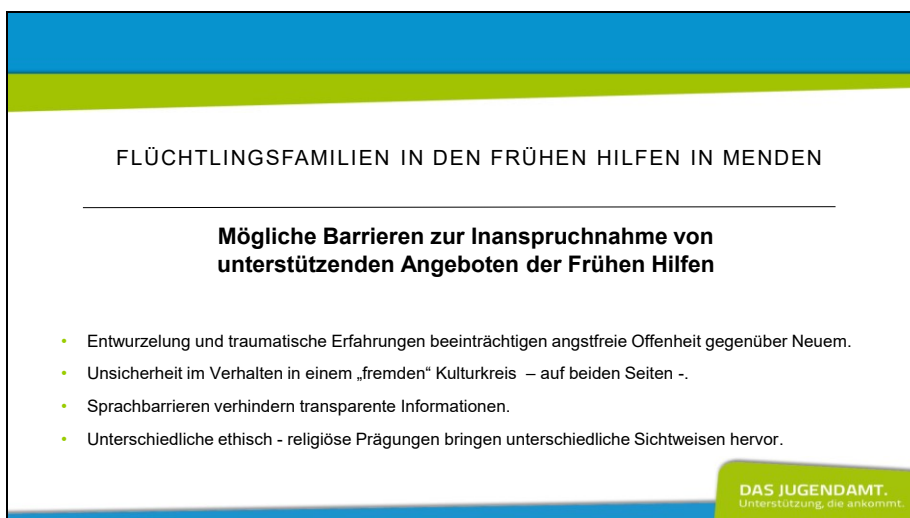 FLÜCHTLINGSFAMILIEN IN DEN FRÜHEN HILFEN IN MENDEN
Mögliche Barrieren zur Inanspruchnahme von
unterstützenden Angeboten der Frühen Hilfen
• Entwurzelung und traumatische Erfahrungen beeinträchtigen angstfreie Offenheit gegenüber Neuem.
• Unsicherheit im Verhalten in einem „fremden“ Kulturkreis – auf beiden Seiten -.
• Sprachbarrieren verhindern transparente Informationen.
• Unterschiedliche ethisch - religiöse Prägungen bringen unterschiedliche Sichtweisen hervor.
DAS JUGENDAMT.
Unterstützung, die ankommt.